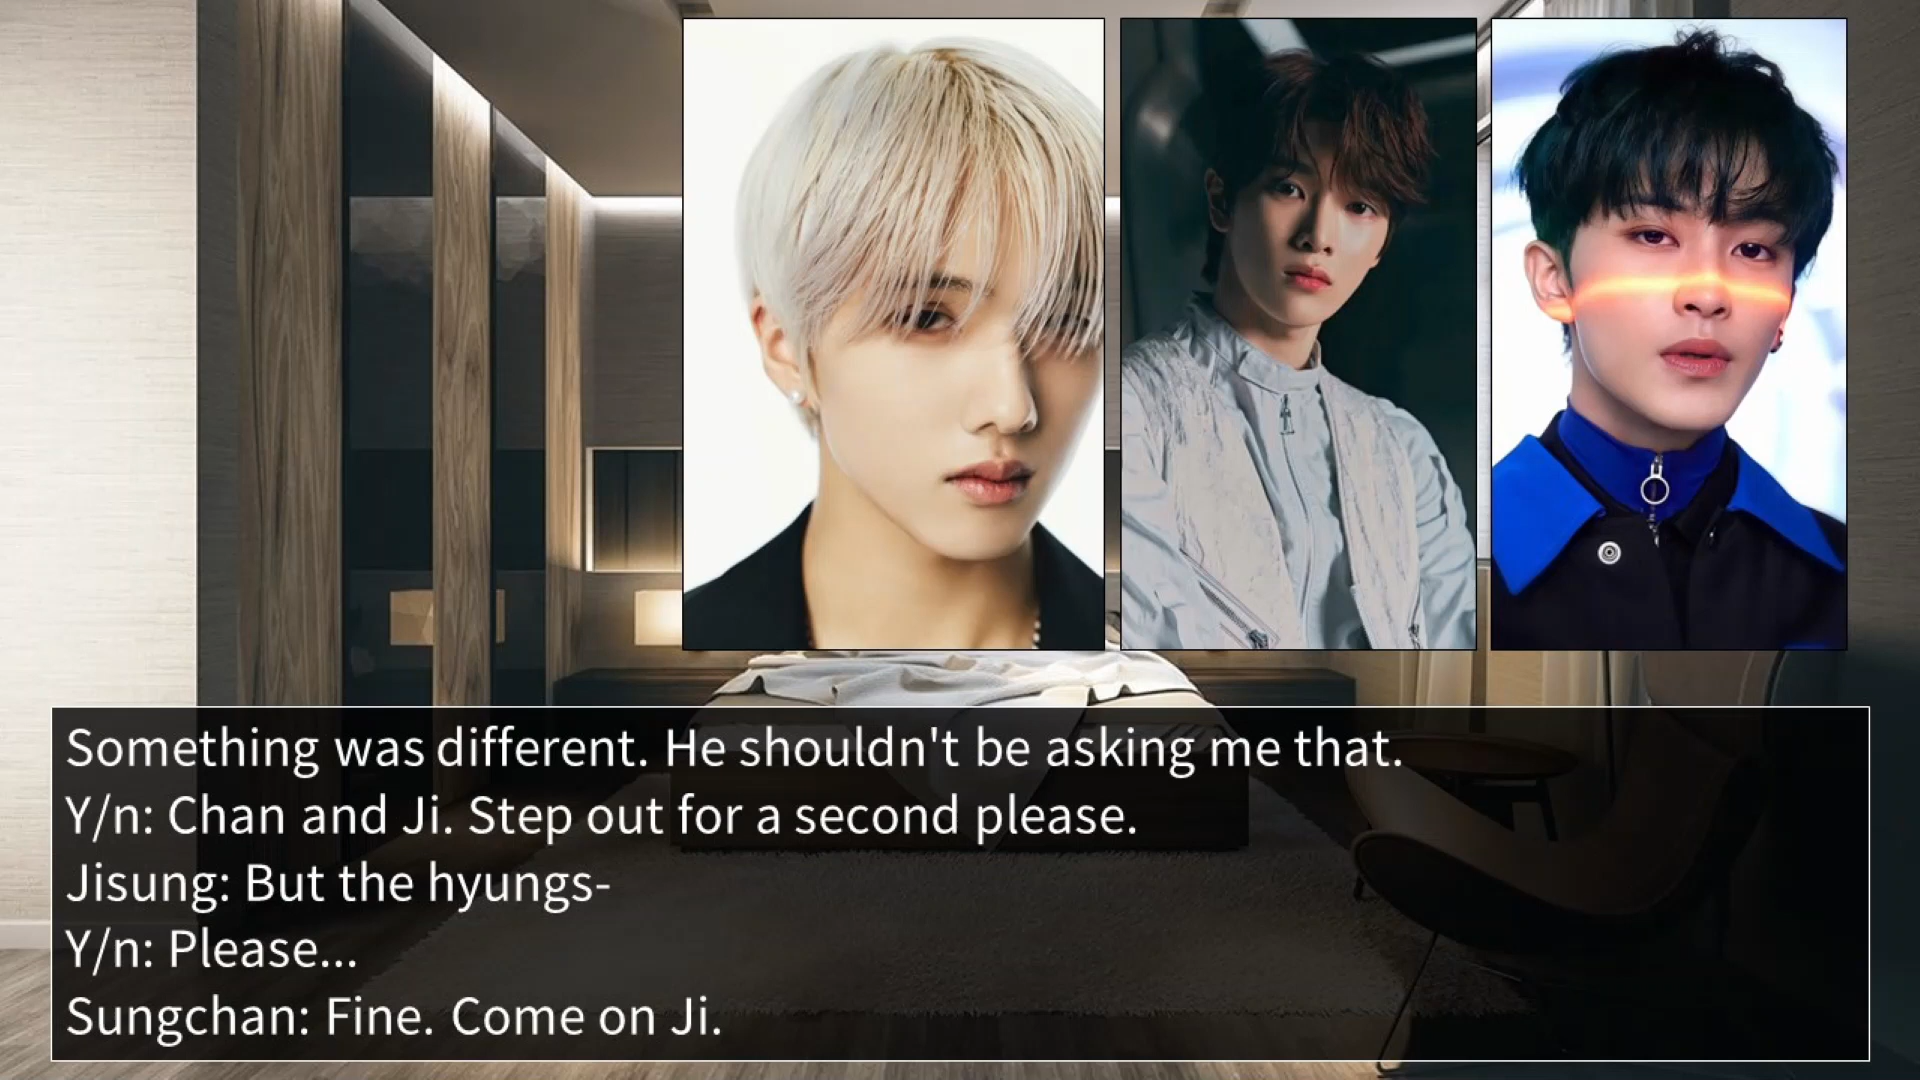 Something was different. He shouldn't be asking me that.
Y/n: Chan and Ji. Step out for a second please.
Jisung: But the hyungs-
Y/n: Please...
Sungchan: Fine. Come on Ji.